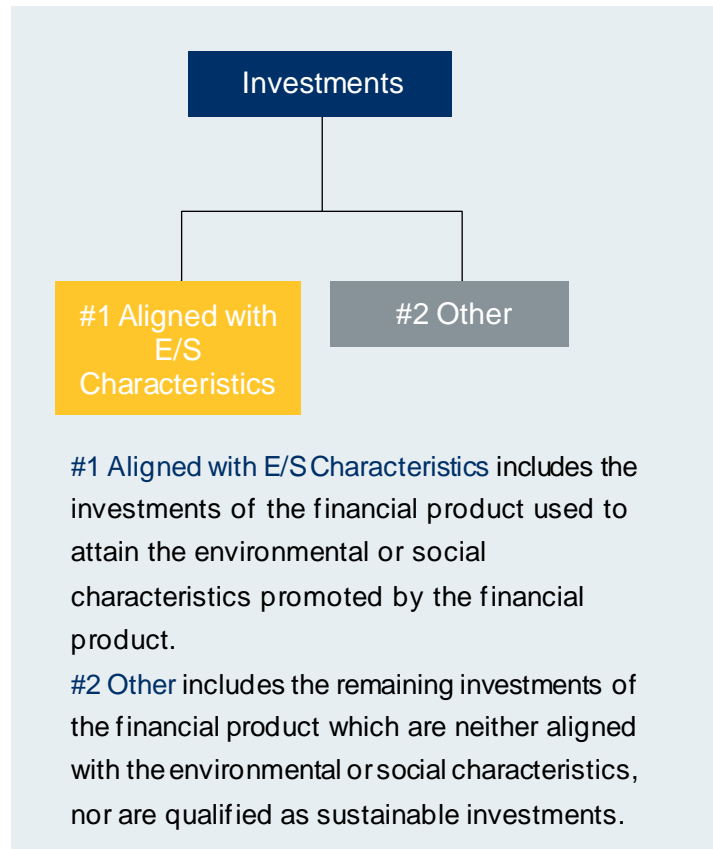 Investments
#1 Aligned with
E/S
Characteristics
#2 Other
#1 Aligned with E/S Characteristics includes the
investments of the financial product used to
attain the environmental or social
characteristics promoted by the financial
product.
#2 Other includes the remaining investments of
the financial product which are neither aligned
with the environmental or social characteristics,
nor are qualified as sustainable investments.